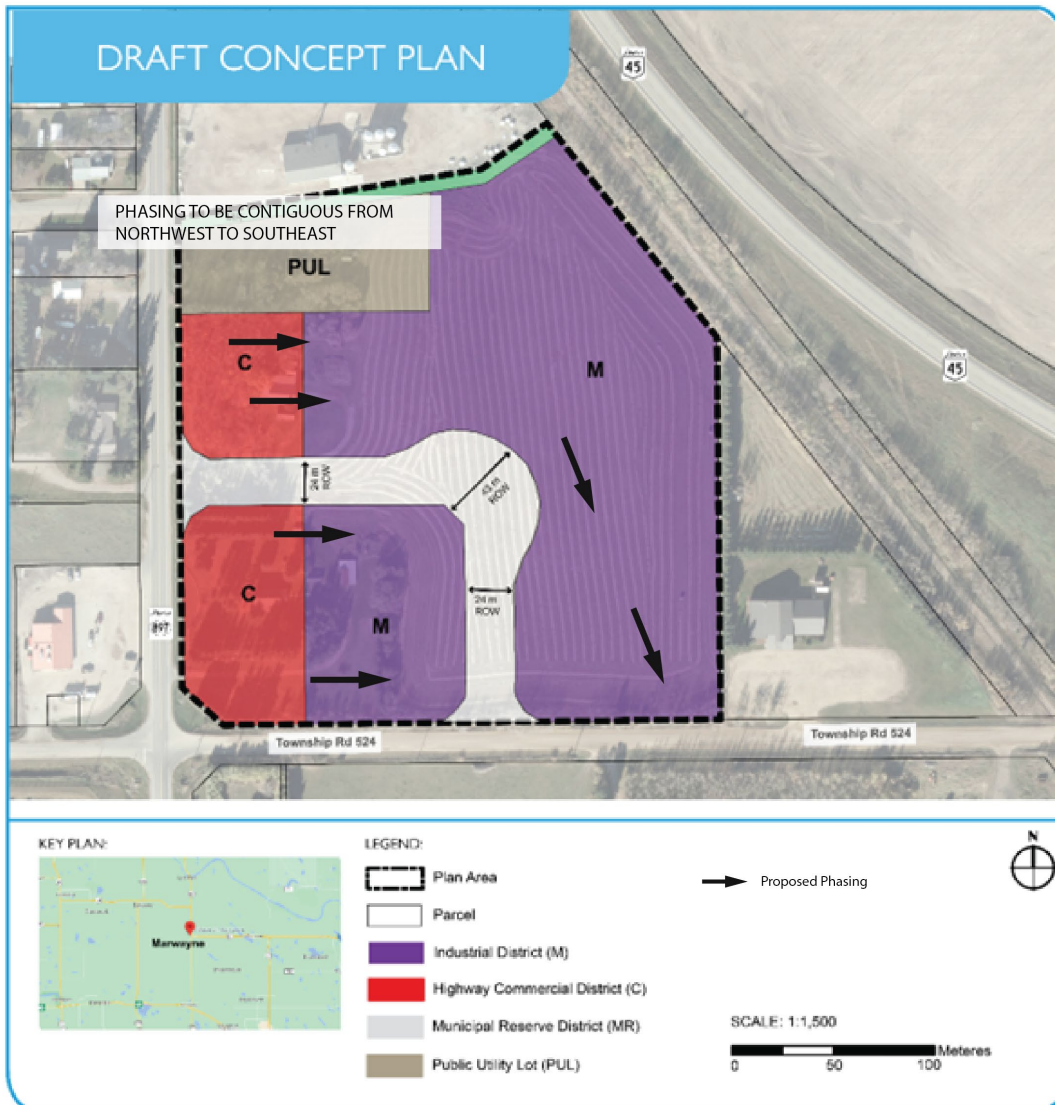 DRAFT CONCEPT PLAN
45
PHASING TO BE CONTIGUOUS FROM
NORTHWEST TO SOUTHEAST
PUL
C
M
45
24 m
ROW
43 m
ROW
C
M
24 m
ROW
897
Township Rd 524
Township Rd 524
KEY PLAN:
Marwayne
LEGEND:
Plan Area
Parcel
Industrial District (M)
Highway Commercial District (C)
Municipal Reserve District (MR)
Public Utility Lot (PUL)
Proposed Phasing
N
SCALE: 1:1,500
Meteres
0 50 100